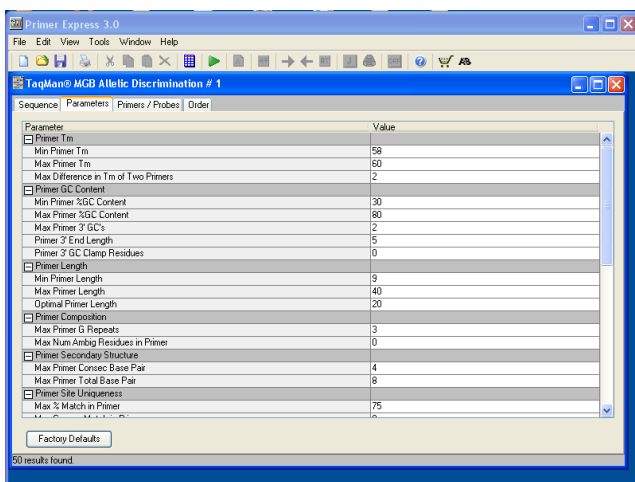 Primer Express 3.0
File Edit View Tools Window Help
TaqMan® MGB Allelic Discrimination # 1
Sequence Parameters Primers / Probes Order
Parameter Value
Primer Tm
Min Primer Tm 58
Max Primer Tm 60
Max Difference in Tm of Two Primers 2
Primer GC Content
Min Primer %GC Content 30
Max Primer %GC Content 80
Max Primer 3' GC's 2
Primer 3' End Length 5
Primer 3' GC Clamp Residues 0
Primer Length
Min Primer Length 9
Max Primer Length 40
Optimal Primer Length 20
Primer Composition
Max Primer G Repeats 3
Max Num Ambig Residues in Primer 0
Primer Secondary Structure
Max Primer Consec Base Pair 4
Max Primer Total Base Pair 8
Primer Site Uniqueness
Max % Match in Primer 75
Factory Defaults
50 results found.